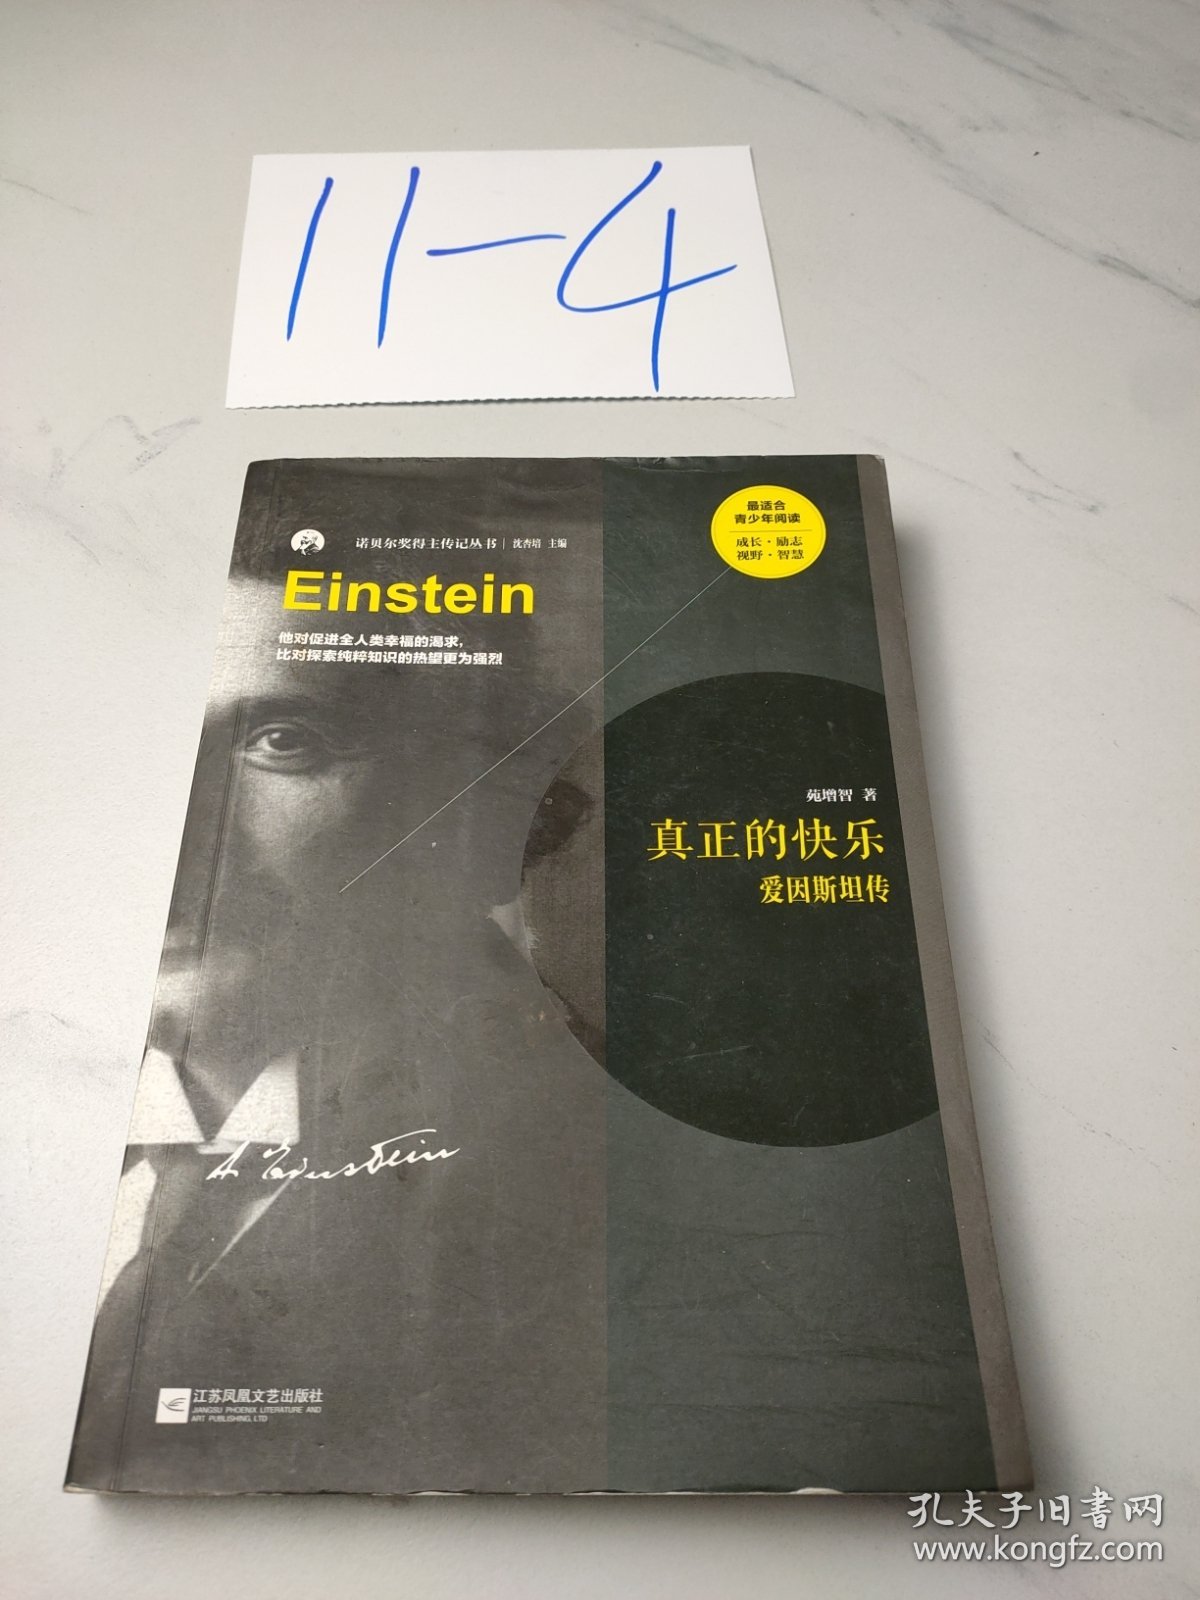 11-4
诺贝尔奖得主传记丛书 | 沈杏培 主编
Einstein
他对促进全人类幸福的渴求，
比对探索纯粹知识的热望更为强烈
最适合
青少年阅读
成长·励志
视野·智慧
苑增智 著
真正的快乐
爱因斯坦传
A. Einstein
江苏凤凰文艺出版社
JIANGSU PHOENIX LITERATURE AND
ART PUBLISHING, LTD
孔夫子旧书网
www.kongfz.com